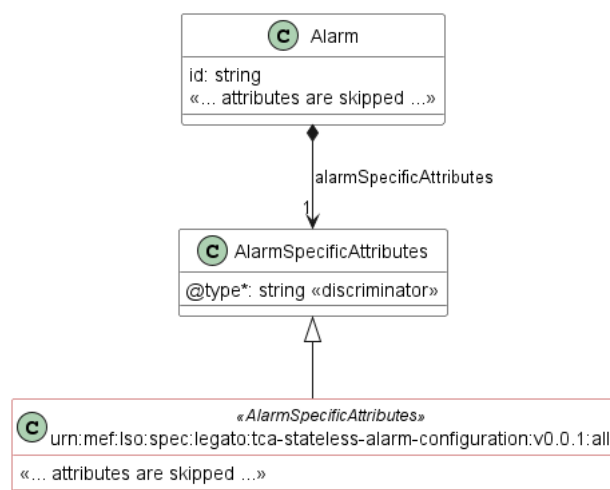 C Alarm
id: string
«... attributes are skipped ...»
alarmSpecificAttributes
1
C AlarmSpecificAttributes
@type*: string «discriminator»
«AlarmSpecificAttributes»
C urn:mef:lso:spec:legato:tca-stateless-alarm-configuration:v0.0.1:all
«... attributes are skipped ...»